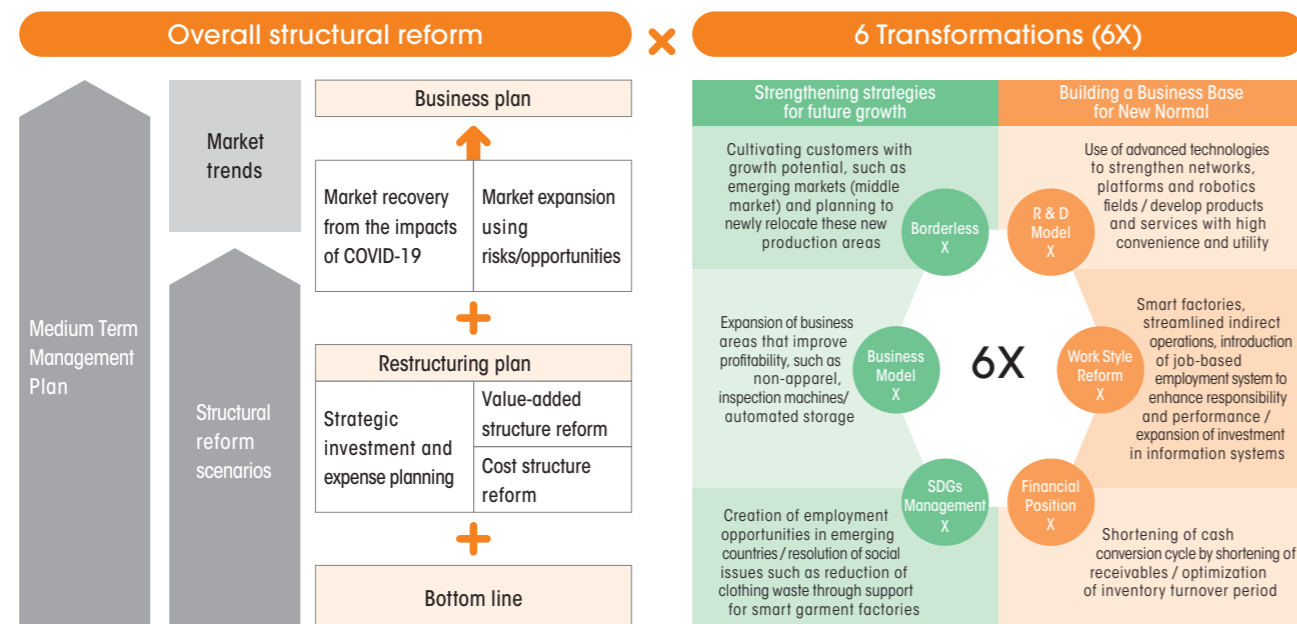 Overall structural reform
×
6 Transformations (6X)
Medium Term
Management
Plan
Market
trends
Structural
reform
scenarios
Business plan
Market recovery
from the impacts
of COVID-19
Market expansion
using
risks/opportunities
+
Restructuring plan
Strategic
investment and
expense planning
Value-added
structure reform
Cost structure
reform
+
Bottom line
Strengthening strategies
for future growth
Building a Business Base
for New Normal
Cultivating customers with
growth potential, such as
emerging markets (middle
market) and planning to
newly relocate these new
production areas
Borderless
X
R & D
Model
X
Use of advanced technologies
to strengthen networks,
platforms and robotics
fields / develop products
and services with high
convenience and utility
Expansion of business
areas that improve
profitability, such as
non-apparel,
inspection machines/
automated storage
Business
Model
X
6X
Work Style
Reform
X
Smart factories,
streamlined indirect
operations, introduction
of job-based
employment system to
enhance responsibility
and performance /
expansion of investment
in information systems
Creation of employment
opportunities in emerging
countries / resolution of social
issues such as reduction of
clothing waste through support
for smart garment factories
SDGs
Management
X
Financial
Position
X
Shortening of cash
conversion cycle by shortening of
receivables / optimization
of inventory turnover period